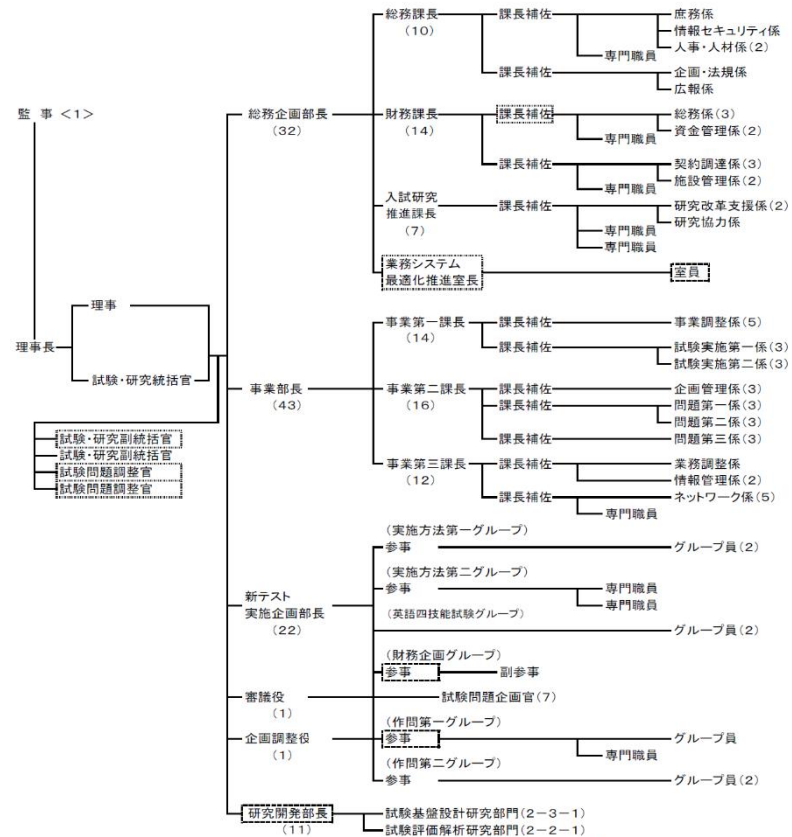 総務課長
(10)
課長補佐
庶務係
情報セキュリティ係
人事・人材係(2)
専門職員
課長補佐
企画・法規係
広報係
監 事 <1>
総務企画部長
(32)
財務課長
(14)
課長補佐
総務係(3)
資金管理係(2)
専門職員
課長補佐
契約調達係(3)
施設管理係(2)
専門職員
入試研究
推進課長
(7)
課長補佐
研究改革支援係(2)
研究協力係
専門職員
専門職員
業務システム
最適化推進室長
室員
理事長
理事
試験・研究統括官
試験・研究副統括官
試験・研究副統括官
試験問題調整官
試験問題調整官
事業部長
(43)
事業第一課長
(14)
課長補佐
事業調整係(5)
課長補佐
試験実施第一係(3)
試験実施第二係(3)
事業第二課長
(16)
課長補佐
企画管理係(3)
課長補佐
問題第一係(3)
問題第二係(3)
課長補佐
問題第三係(3)
事業第三課長
(12)
課長補佐
業務調整係
情報管理係(2)
課長補佐
ネットワーク係(5)
専門職員
新テスト
実施企画部長
(22)
(実施方法第一グループ)
参事
グループ員(2)
(実施方法第二グループ)
参事
専門職員
専門職員
(英語四技能試験グループ)
グループ員(2)
(財務企画グループ)
参事
副参事
審議役
(1)
試験問題企画官(7)
企画調整役
(1)
(作問第一グループ)
参事
グループ員
専門職員
(作問第二グループ)
参事
グループ員(2)
研究開発部長
(11)
試験基盤設計研究部門(2-3-1)
試験評価解析研究部門(2-2-1)